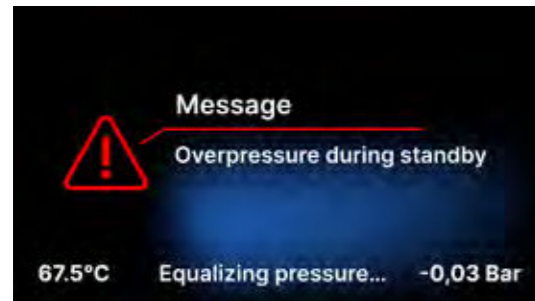 Message
Overpressure during standby
67.5°C Equalizing pressure... -0,03 Bar